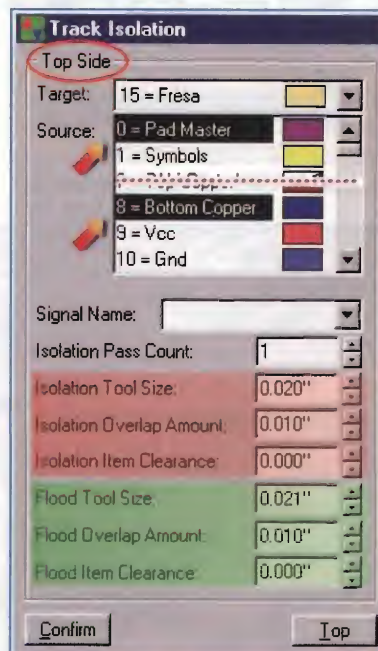 Track Isolation
Top Side
Target: 15 = Fresa
Source: 0 = Pad Master
1 = Symbols
8 = Bottom Copper
9 = Vcc
10 = Gnd
Signal Name:
Isolation Pass Count: 1
Isolation Tool Size: 0.020"
Isolation Overlap Amount: 0.010"
Isolation Item Clearance: 0.000"
Flood Tool Size: 0.021"
Flood Overlap Amount: 0.010"
Flood Item Clearance: 0.000"
Confirm Top